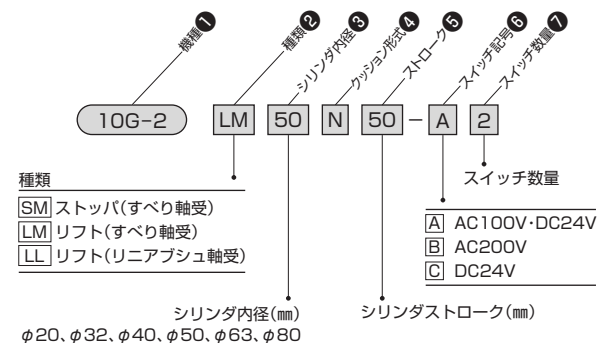 機種❶
種類❷
シリンダ内径❸
クッション形式❹
ストローク❺
スイッチ記号❻
スイッチ数量❼
10G-2 LM 50 N 50 - A 2
種類
SM ストッパ(すべり軸受)
LM リフト(すべり軸受)
LL リフト(リニアブシュ軸受)
スイッチ数量
A AC100V・DC24V
B AC200V
C DC24V
シリンダ内径(㎜)
φ20、φ32、φ40、φ50、φ63、φ80
シリンダストローク(㎜)